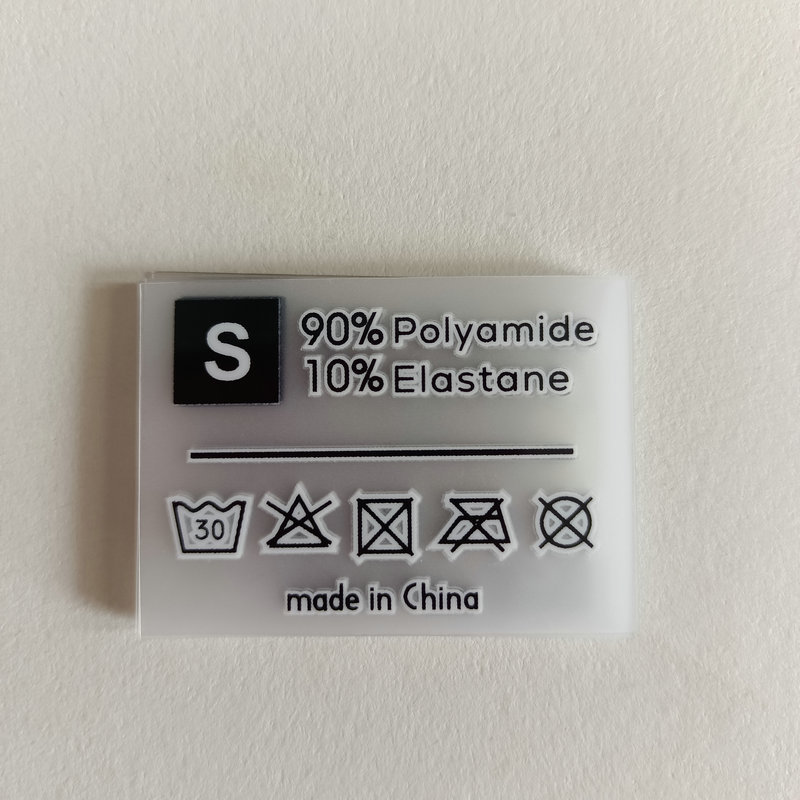 S
90% Polyamide
10% Elastane
30
made in China